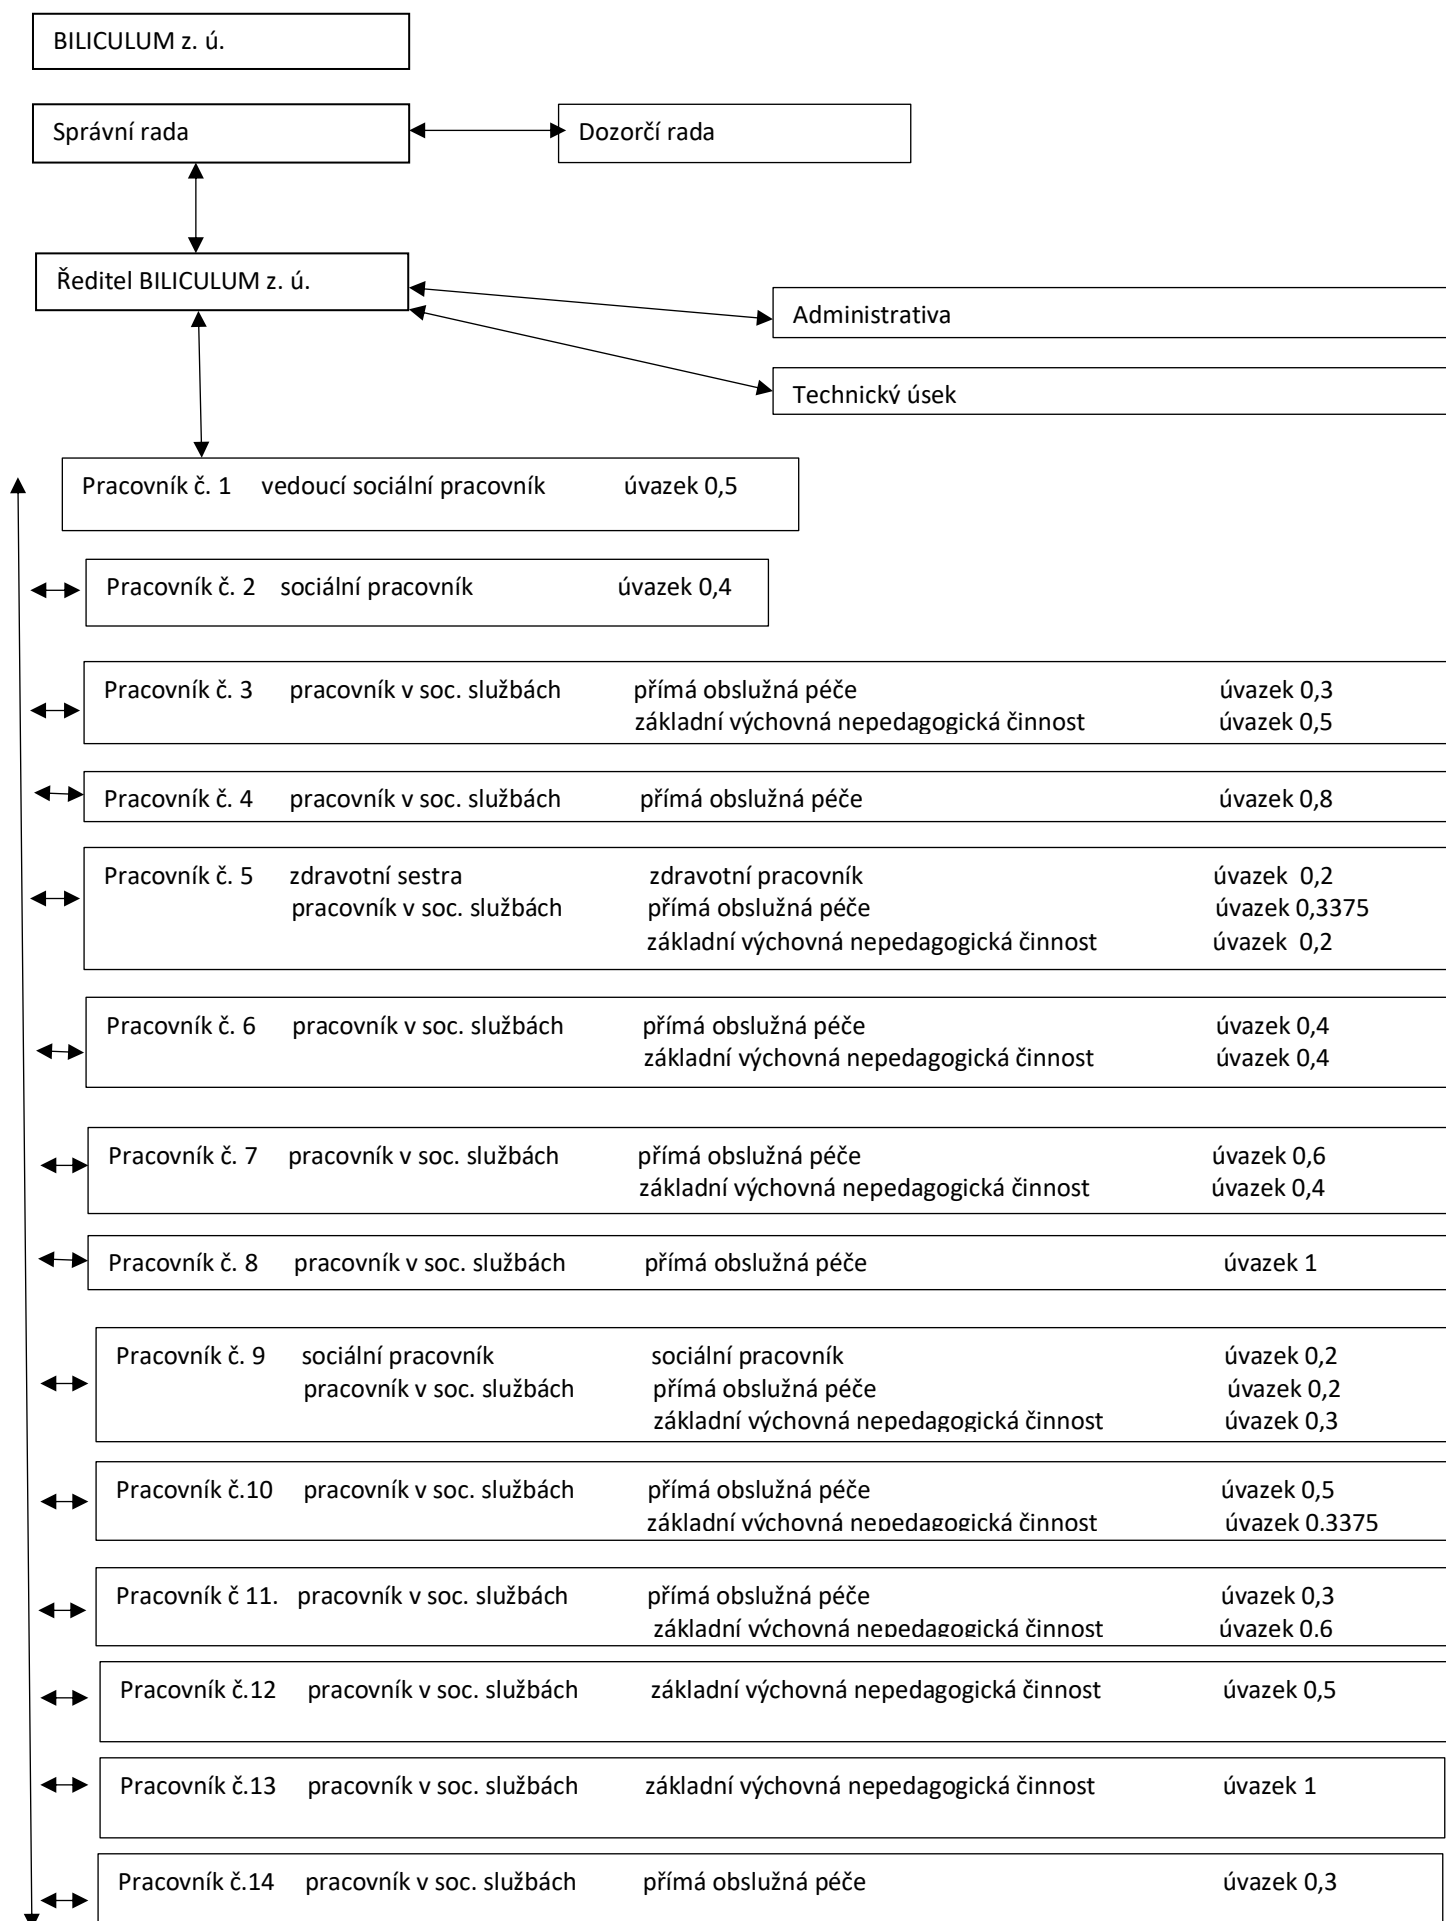 BILICULUM z. ú.
Správní rada
Dozorčí rada
Ředitel BILICULUM z. ú.
Administrativa
Technický úsek
Pracovník č. 1 vedoucí sociální pracovník úvazek 0,5
Pracovník č. 2 sociální pracovník úvazek 0,4
Pracovník č. 3 pracovník v soc. službách přímá obslužná péče úvazek 0,3
základní výchovná nepedagogická činnost úvazek 0,5
Pracovník č. 4 pracovník v soc. službách přímá obslužná péče úvazek 0,8
Pracovník č. 5 zdravotní sestra zdravotní pracovník úvazek 0,2
pracovník v soc. službách přímá obslužná péče úvazek 0,3375
základní výchovná nepedagogická činnost úvazek 0,2
Pracovník č. 6 pracovník v soc. službách přímá obslužná péče úvazek 0,4
základní výchovná nepedagogická činnost úvazek 0,4
Pracovník č. 7 pracovník v soc. službách přímá obslužná péče úvazek 0,6
základní výchovná nepedagogická činnost úvazek 0,4
Pracovník č. 8 pracovník v soc. službách přímá obslužná péče úvazek 1
Pracovník č. 9 sociální pracovník sociální pracovník úvazek 0,2
pracovník v soc. službách přímá obslužná péče úvazek 0,2
základní výchovná nepedagogická činnost úvazek 0,3
Pracovník č.10 pracovník v soc. službách přímá obslužná péče úvazek 0,5
základní výchovná nepedagogická činnost úvazek 0,3375
Pracovník č 11. pracovník v soc. službách přímá obslužná péče úvazek 0,3
základní výchovná nepedagogická činnost úvazek 0,6
Pracovník č.12 pracovník v soc. službách základní výchovná nepedagogická činnost úvazek 0,5
Pracovník č.13 pracovník v soc. službách základní výchovná nepedagogická činnost úvazek 1
Pracovník č.14 pracovník v soc. službách přímá obslužná péče úvazek 0,3